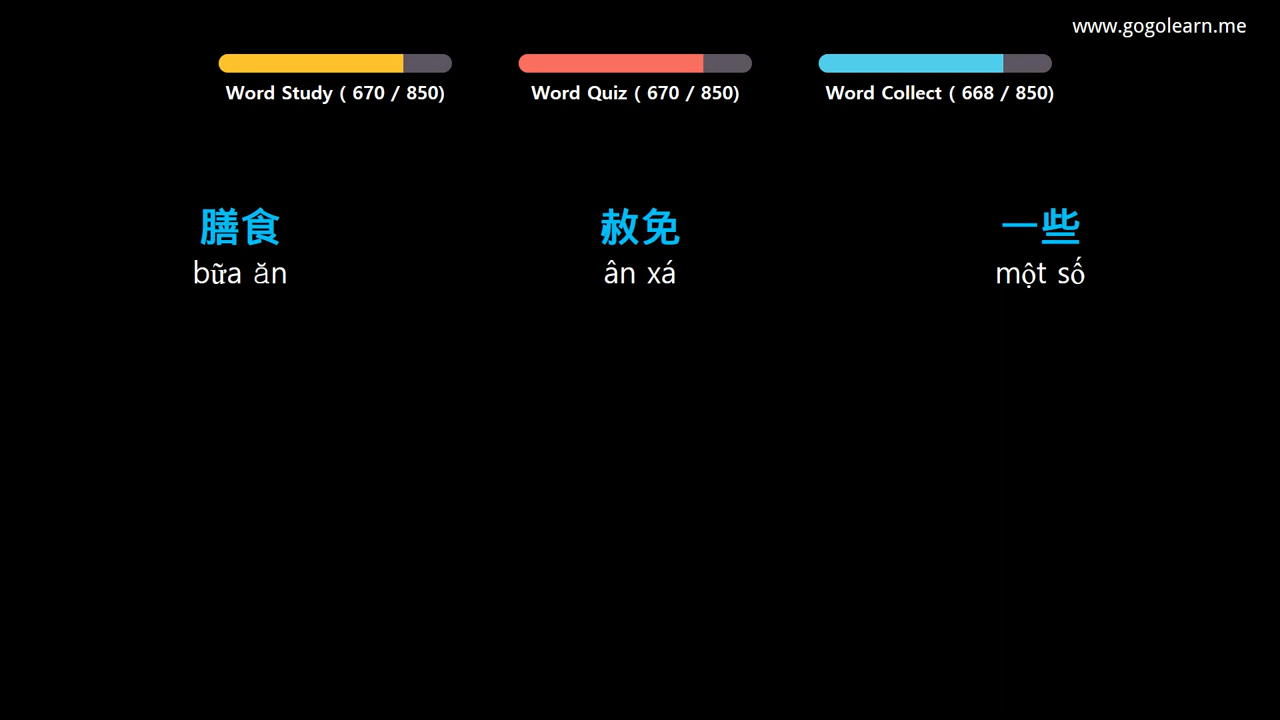 www.gogolearn.me
Word Study ( 670 / 850)
Word Quiz ( 670 / 850)
Word Collect ( 668 / 850)
膳食
bữa ăn
赦免
ân xá
一些
một số